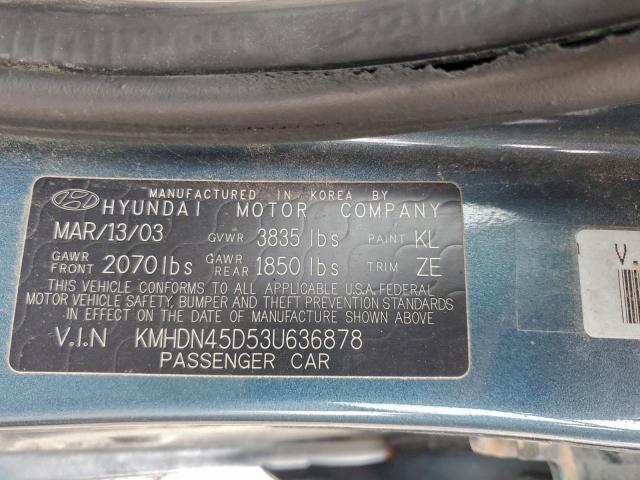 MANUFACTURED IN KOREA BY
HYUNDAI MOTOR COMPANY
MAR/13/03 GVWR 3835 lbs PAINT KL
GAWR FRONT 2070 lbs GAWR REAR 1850 lbs TRIM ZE
THIS VEHICLE CONFORMS TO ALL APPLICABLE U.S.A FEDERAL
MOTOR VEHICLE SAFETY, BUMPER AND THEFT PREVENTION STANDARDS
IN EFFECT ON THE DATE OF MANUFACTURE SHOWN ABOVE.
V.I.N KMHDN45D53U636878
PASSENGER CAR
V.